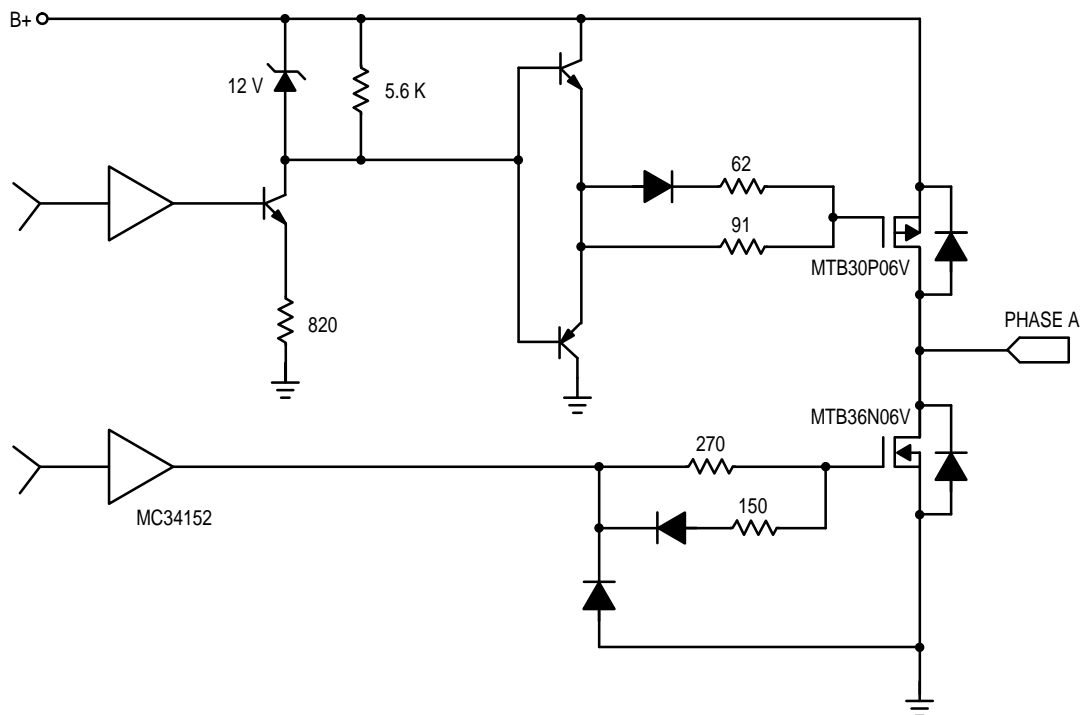 B+
12 V
5.6 K
62
91
MTB30P06V
820
PHASE A
MTB36N06V
270
150
MC34152